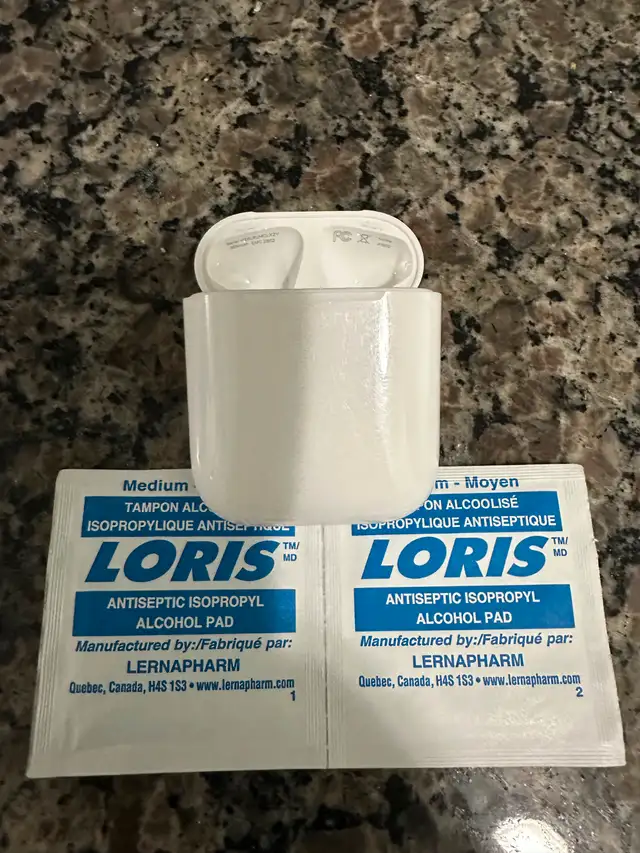 FC
Medium -
TAMPON ALCO
ISOPROPYLIQUE ANTISEPTIQUE
LORIS TM/
MD
ANTISEPTIC ISOPROPYL
ALCOHOL PAD
Manufactured by:/Fabriqué par:
LERNAPHARM
Quebec, Canada, H4S 1S3 • www.lernapharm.com
1
m - Moyen
PON ALCOOLISÉ
ISOPROPYLIQUE ANTISEPTIQUE
LORIS TM/
MD
ANTISEPTIC ISOPROPYL
ALCOHOL PAD
Manufactured by:/Fabriqué par:
LERNAPHARM
Quebec, Canada, H4S 1S3 • www.lernapharm.com
2